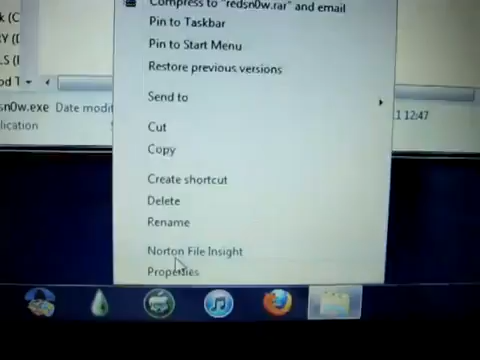 Compress to "redsn0w.rar" and email
Pin to Taskbar
Pin to Start Menu
Restore previous versions
Send to
sn0w.exe Date modif
12:47
lication
Cut
Copy
Create shortcut
Delete
Rename
Norton File Insight
Properties